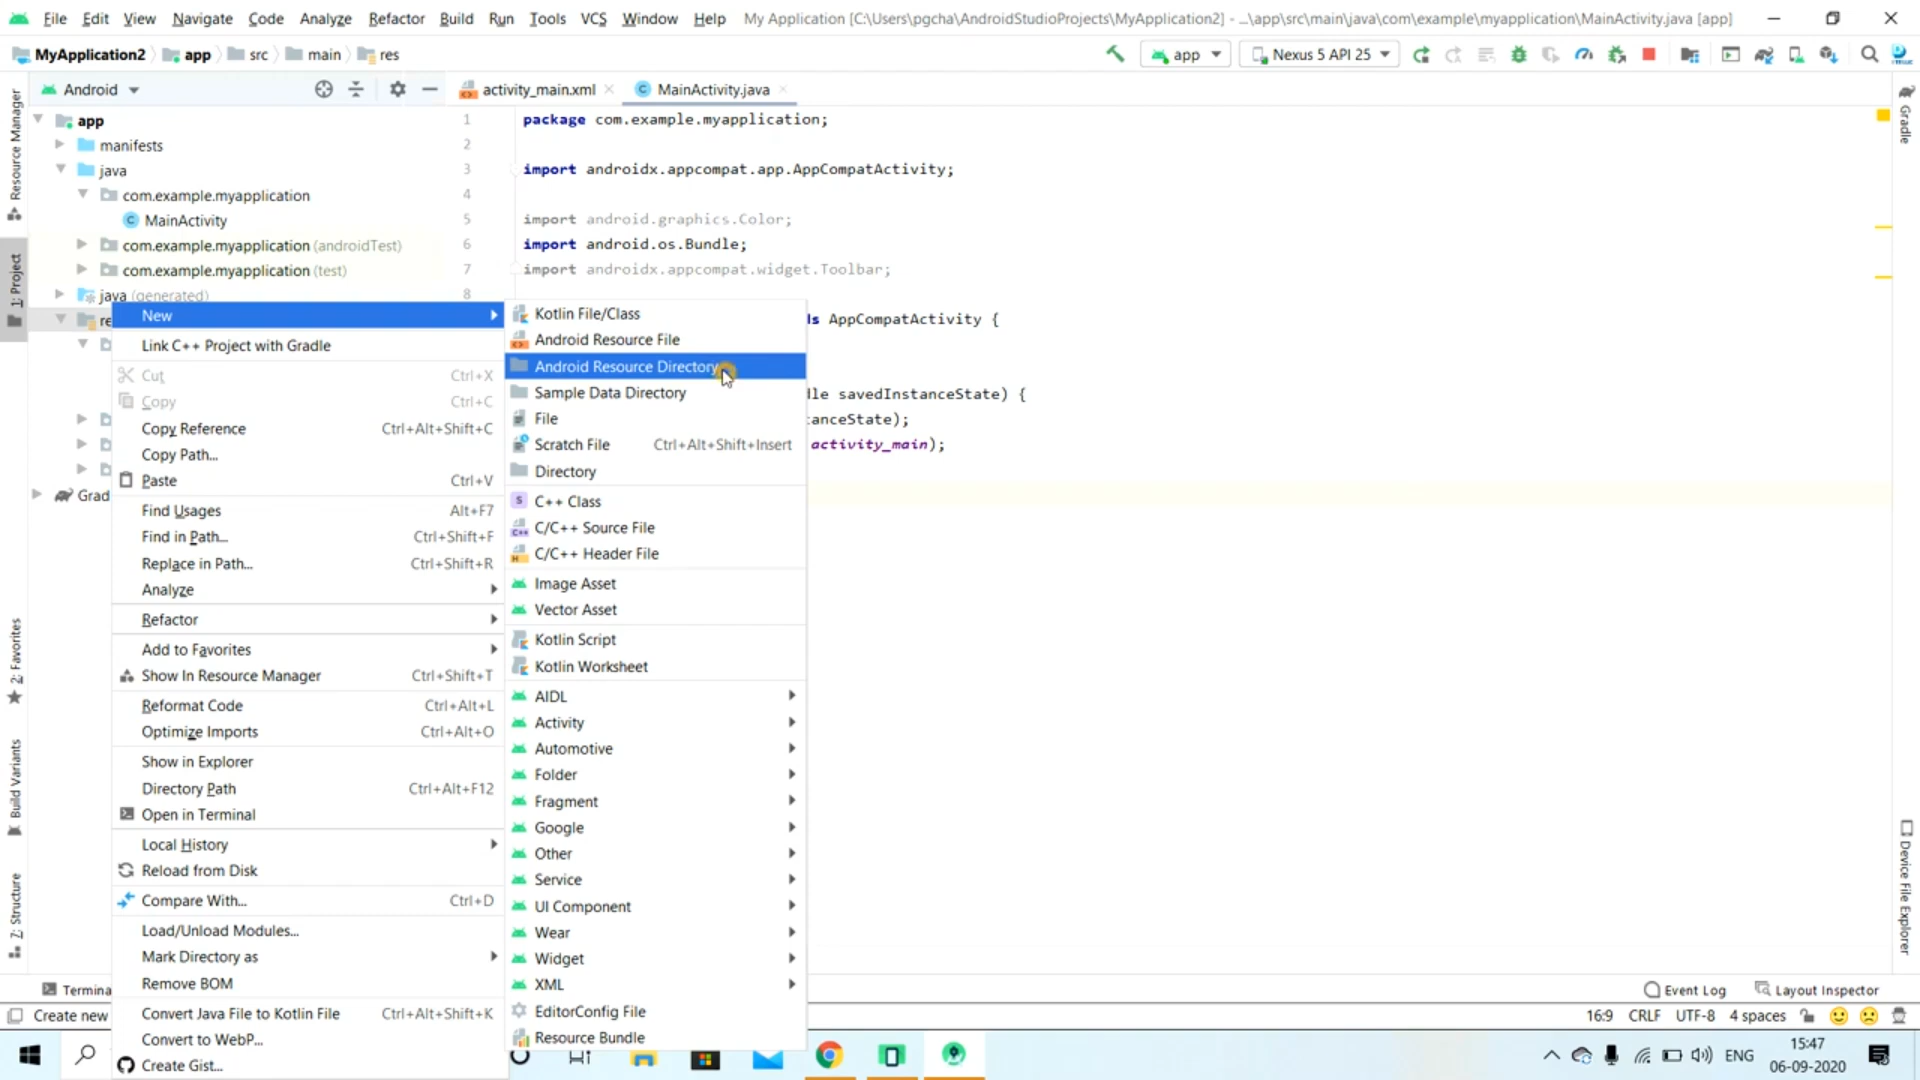 File Edit View Navigate Code Analyze Refactor Build Run Tools VCS Window Help My Application [C:\Users\pgcha\AndroidStudioProjects\MyApplication2] - ...\app\src\main\java\com\example\myapplication\MainActivity.java [app]
MyApplication2 app src main res app Nexus 5 API 25
Android activity_main.xml MainActivity.java
Resource Manager
1: Project
2: Favorites
Build Variants
7: Structure
app
manifests
java
com.example.myapplication
MainActivity
com.example.myapplication (androidTest)
com.example.myapplication (test)
java (generated)
re
Grad
1 package com.example.myapplication;
2
3 import androidx.appcompat.app.AppCompatActivity;
4
5 import android.graphics.Color;
6 import android.os.Bundle;
7 import androidx.appcompat.widget.Toolbar;
8
ls AppCompatActivity {
lle savedInstanceState) {
tanceState);
activity_main);
New
Link C++ Project with Gradle
Cut Ctrl+X
Copy Ctrl+C
Copy Reference Ctrl+Alt+Shift+C
Copy Path...
Paste Ctrl+V
Find Usages Alt+F7
Find in Path... Ctrl+Shift+F
Replace in Path... Ctrl+Shift+R
Analyze
Refactor
Add to Favorites
Show In Resource Manager Ctrl+Shift+T
Reformat Code Ctrl+Alt+L
Optimize Imports Ctrl+Alt+O
Show in Explorer
Directory Path Ctrl+Alt+F12
Open in Terminal
Local History
Reload from Disk
Compare With... Ctrl+D
Load/Unload Modules...
Mark Directory as
Remove BOM
Convert Java File to Kotlin File Ctrl+Alt+Shift+K
Convert to WebP...
Create Gist...
Kotlin File/Class
Android Resource File
Android Resource Directory
Sample Data Directory
File
Scratch File Ctrl+Alt+Shift+Insert
Directory
C++ Class
C/C++ Source File
C/C++ Header File
Image Asset
Vector Asset
Kotlin Script
Kotlin Worksheet
AIDL
Activity
Automotive
Folder
Fragment
Google
Other
Service
UI Component
Wear
Widget
XML
EditorConfig File
Resource Bundle
Gradle
Device File Explorer
Termina Event Log Layout Inspector
Create new 16:9 CRLF UTF-8 4 spaces
ENG 15:47
06-09-2020